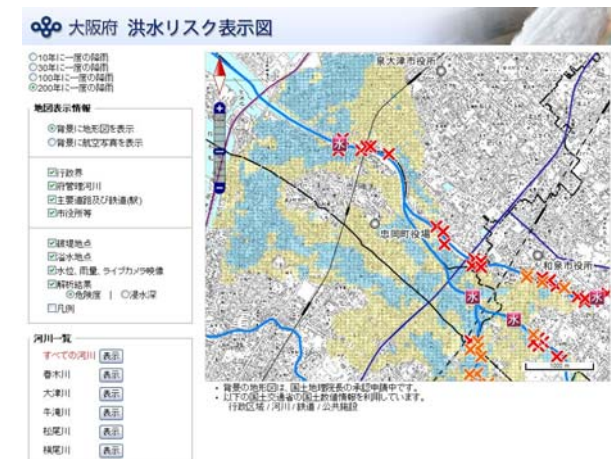 大阪府 洪水リスク表示図
10年に一度の降雨
30年に一度の降雨
100年に一度の降雨
200年に一度の降雨
地図表示情報
背景に地形図を表示
背景に航空写真を表示
行政界
府管理河川
主要道路及び鉄道(駅)
市役所等
破堤地点
溢水地点
水位、雨量、ライブカメラ映像
解析結果
危険度 | 浸水深
凡例
河川一覧
すべての河川 表示
春木川 表示
大津川 表示
牛滝川 表示
松尾川 表示
槇尾川 表示
泉大津市役所
水
忠岡町役場
和泉市役所
水
水
水
1000 m
・背景の地形図は、国土地理院長の承認申請中です。
・以下の国土交通省の国土数値情報を利用しています。
行政区域 / 河川 / 鉄道 / 公共施設